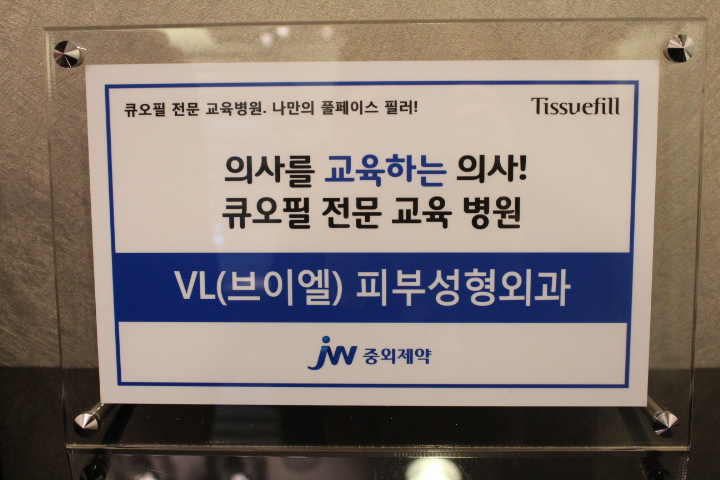 큐오필 전문 교육병원. 나만의 풀페이스 필러!
Tissuefill
의사를 교육하는 의사!
큐오필 전문 교육 병원
VL(브이엘) 피부성형외과
jw 중외제약